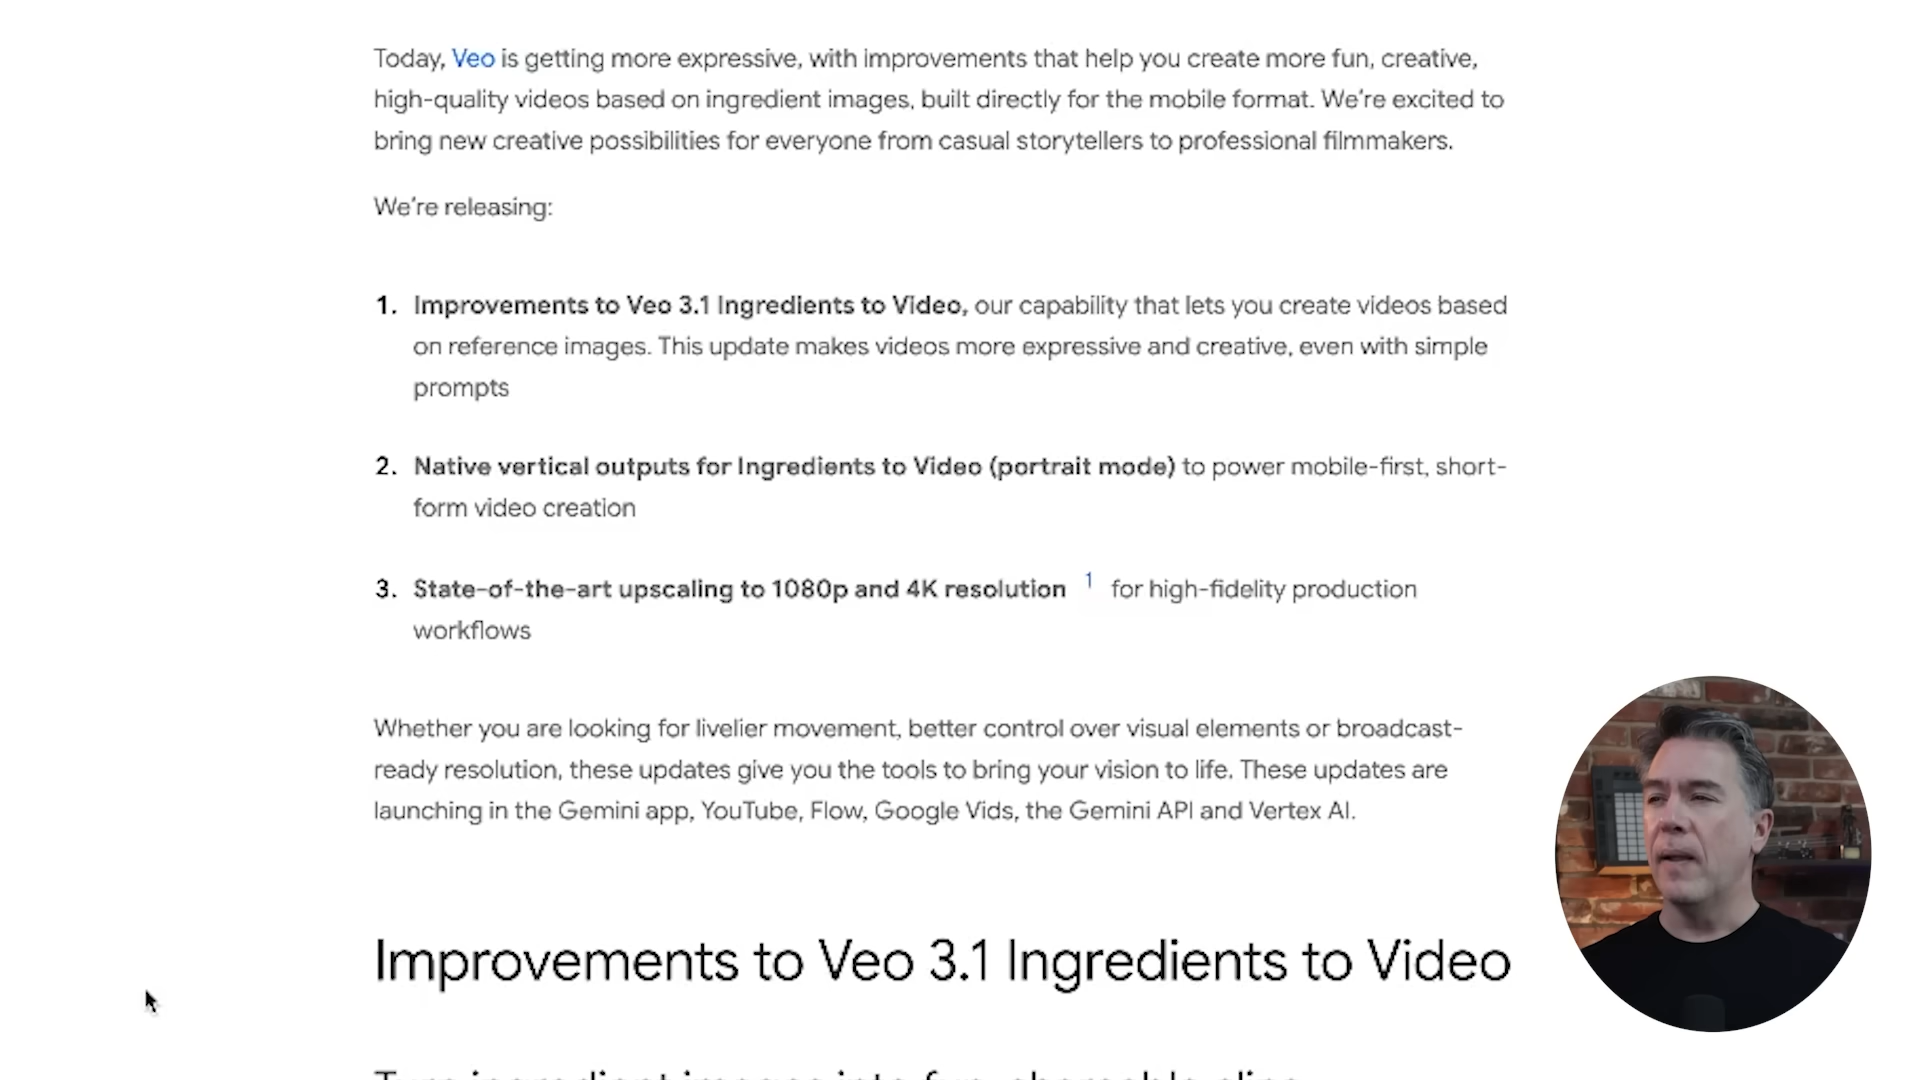 Today, Veo is getting more expressive, with improvements that help you create more fun, creative,
high-quality videos based on ingredient images, built directly for the mobile format. We're excited to
bring new creative possibilities for everyone from casual storytellers to professional filmmakers.
We're releasing:
1. Improvements to Veo 3.1 Ingredients to Video, our capability that lets you create videos based
on reference images. This update makes videos more expressive and creative, even with simple
prompts
2. Native vertical outputs for Ingredients to Video (portrait mode) to power mobile-first, short-
form video creation
3. State-of-the-art upscaling to 1080p and 4K resolution 1 for high-fidelity production
workflows
Whether you are looking for livelier movement, better control over visual elements or broadcast-
ready resolution, these updates give you the tools to bring your vision to life. These updates are
launching in the Gemini app, YouTube, Flow, Google Vids, the Gemini API and Vertex AI.
Improvements to Veo 3.1 Ingredients to Video